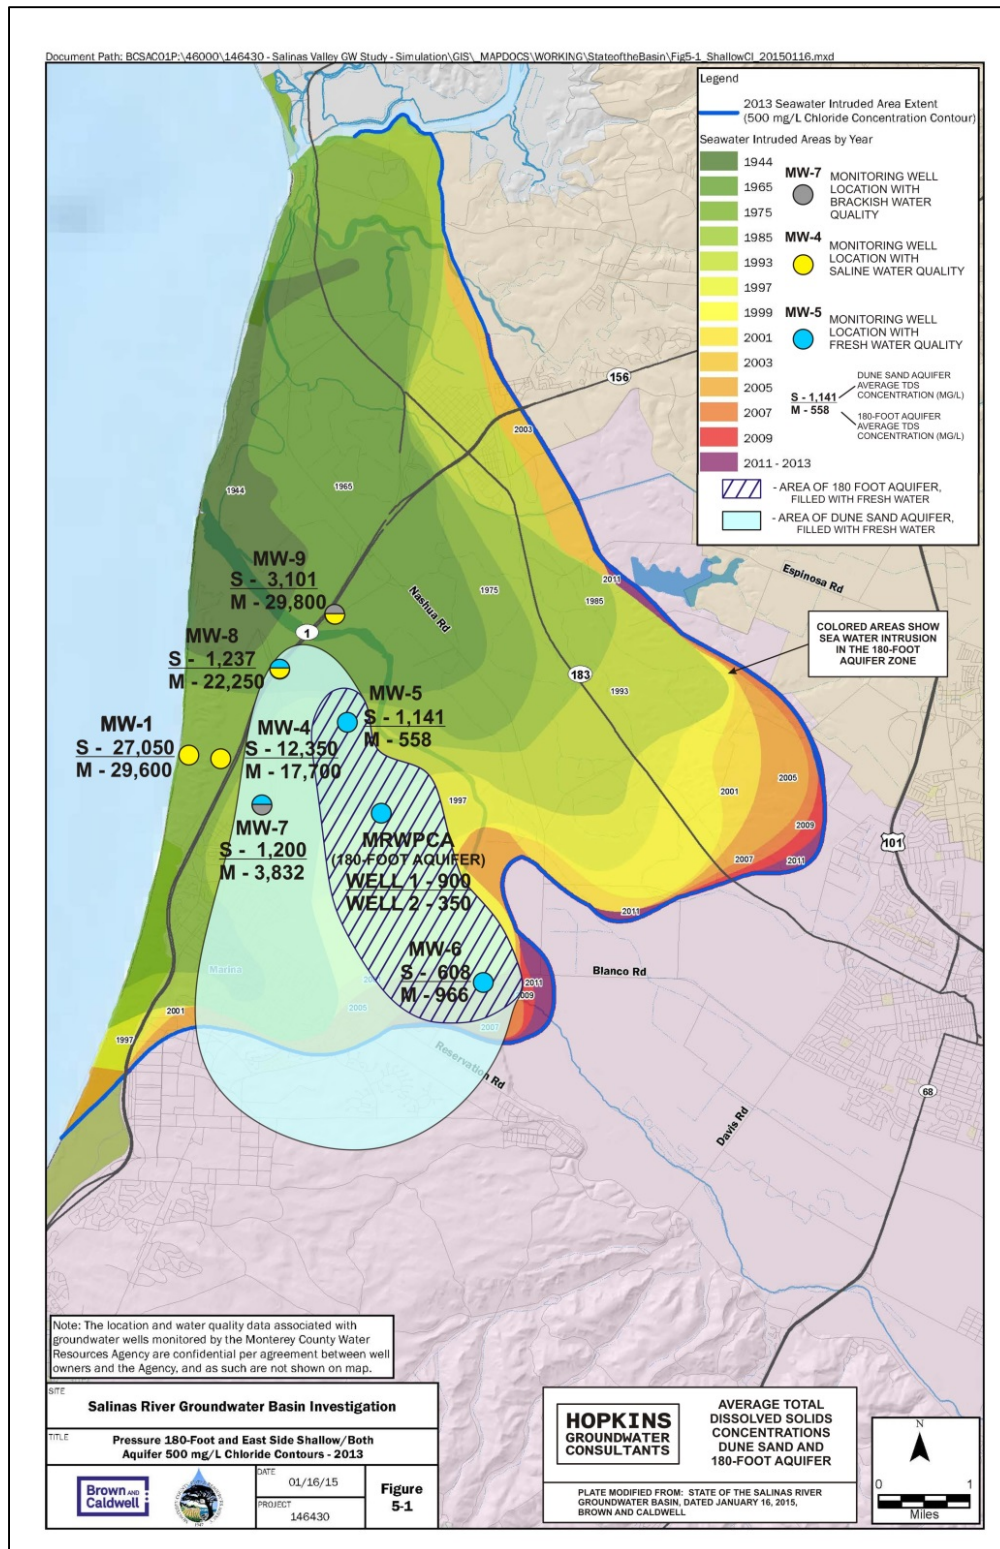 Document Path: BCSAC01P:\46000\146430 - Salinas Valley GW Study - Simulation\GIS\_MAPDOCS\WORKING\StateoftheBasin\Fig5-1_ShallowCl_20150116.mxd
Legend
2013 Seawater Intruded Area Extent
(500 mg/L Chloride Concentration Contour)
Seawater Intruded Areas by Year
1944
1965
1975
1985
1993
1997
1999
2001
2003
2005
2007
2009
2011 - 2013
MW-7
MONITORING WELL
LOCATION WITH
BRACKISH WATER
QUALITY
MW-4
MONITORING WELL
LOCATION WITH
SALINE WATER QUALITY
MW-5
MONITORING WELL
LOCATION WITH
FRESH WATER QUALITY
S - 1,141
M - 558
DUNE SAND AQUIFER
AVERAGE TDS
CONCENTRATION (MG/L)
180-FOOT AQUIFER
AVERAGE TDS
CONCENTRATION (MG/L)
- AREA OF 180 FOOT AQUIFER,
FILLED WITH FRESH WATER
- AREA OF DUNE SAND AQUIFER,
FILLED WITH FRESH WATER
156
2003
1944
1965
MW-9
S - 3,101
M - 29,800
Nashua Rd
1975
1985
2011
Espinosa Rd
COLORED AREAS SHOW
SEA WATER INTRUSION
IN THE 180-FOOT
AQUIFER ZONE
1
MW-8
S - 1,237
M - 22,250
183
1993
MW-5
S - 1,141
M - 558
MW-1
S - 27,050
M - 29,600
MW-4
S - 12,350
M - 17,700
2005
2001
1997
2009
MW-7
S - 1,200
M - 3,832
MRWPCA
(180-FOOT AQUIFER)
WELL 1 - 900
WELL 2 - 350
2007
2011
101
2011
MW-6
S - 608
M - 966
Marina
Blanco Rd
2011
2001
2005
2007
1997
Reservation Rd
68
Davis Rd
Note: The location and water quality data associated with
groundwater wells monitored by the Monterey County Water
Resources Agency are confidential per agreement between well
owners and the Agency, and as such are not shown on map.
SITE
Salinas River Groundwater Basin Investigation
TITLE
Pressure 180-Foot and East Side Shallow/Both
Aquifer 500 mg/L Chloride Contours - 2013
Brown AND
Caldwell
DATE
01/16/15
PROJECT
146430
Figure
5-1
HOPKINS
GROUNDWATER
CONSULTANTS
AVERAGE TOTAL
DISSOLVED SOLIDS
CONCENTRATIONS
DUNE SAND AND
180-FOOT AQUIFER
PLATE MODIFIED FROM: STATE OF THE SALINAS RIVER
GROUNDWATER BASIN, DATED JANUARY 16, 2015,
BROWN AND CALDWELL
N
0 1
Miles